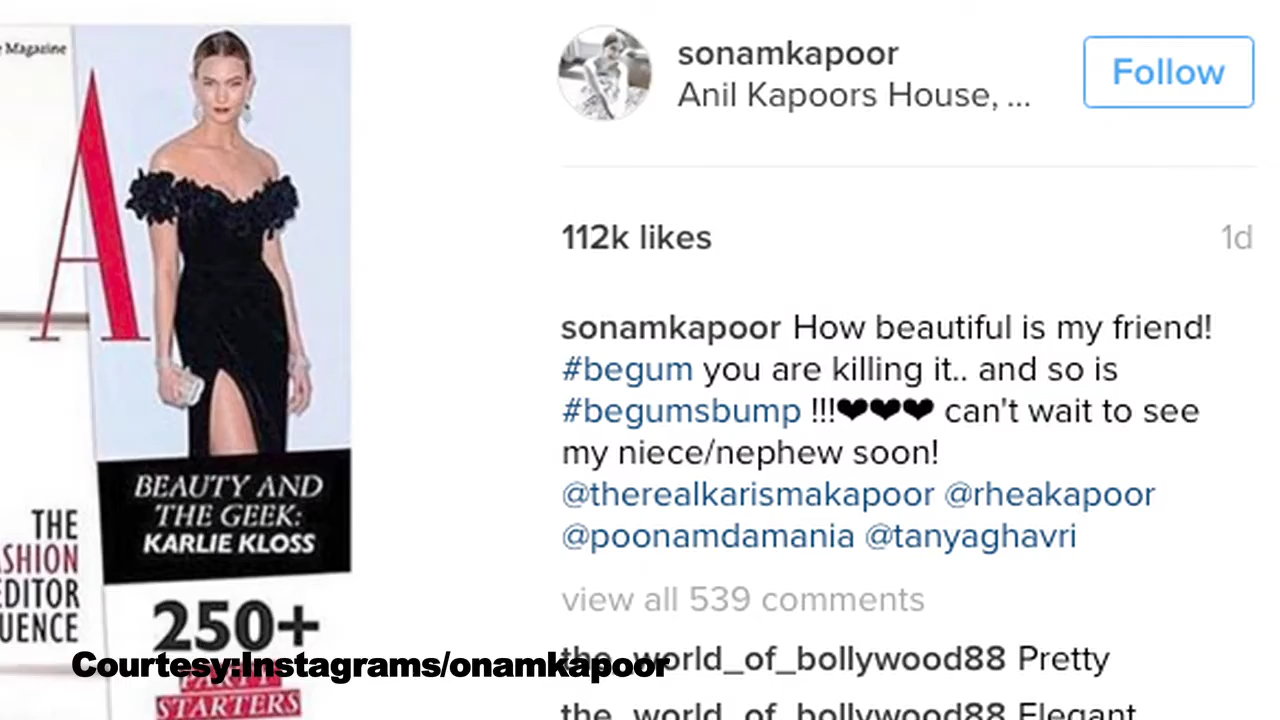 Magazine
A
BEAUTY AND
THE GEEK:
KARLIE KLOSS
THE
ASHION
EDITOR
UENCE
250+
PARTY
STARTERS
sonamkapoor
Anil Kapoors House, ...
Follow
112k likes
1d
sonamkapoor How beautiful is my friend!
#begum you are killing it.. and so is
#begumsbump !!!❤❤❤ can't wait to see
my niece/nephew soon!
@therealkarismakapoor @rheakapoor
@poonamdamania @tanyaghavri
view all 539 comments
the_world_of_bollywood88 Pretty
the_world_of_bollywood88 Elegant
Courtesy:Instagrams/onamkapoor